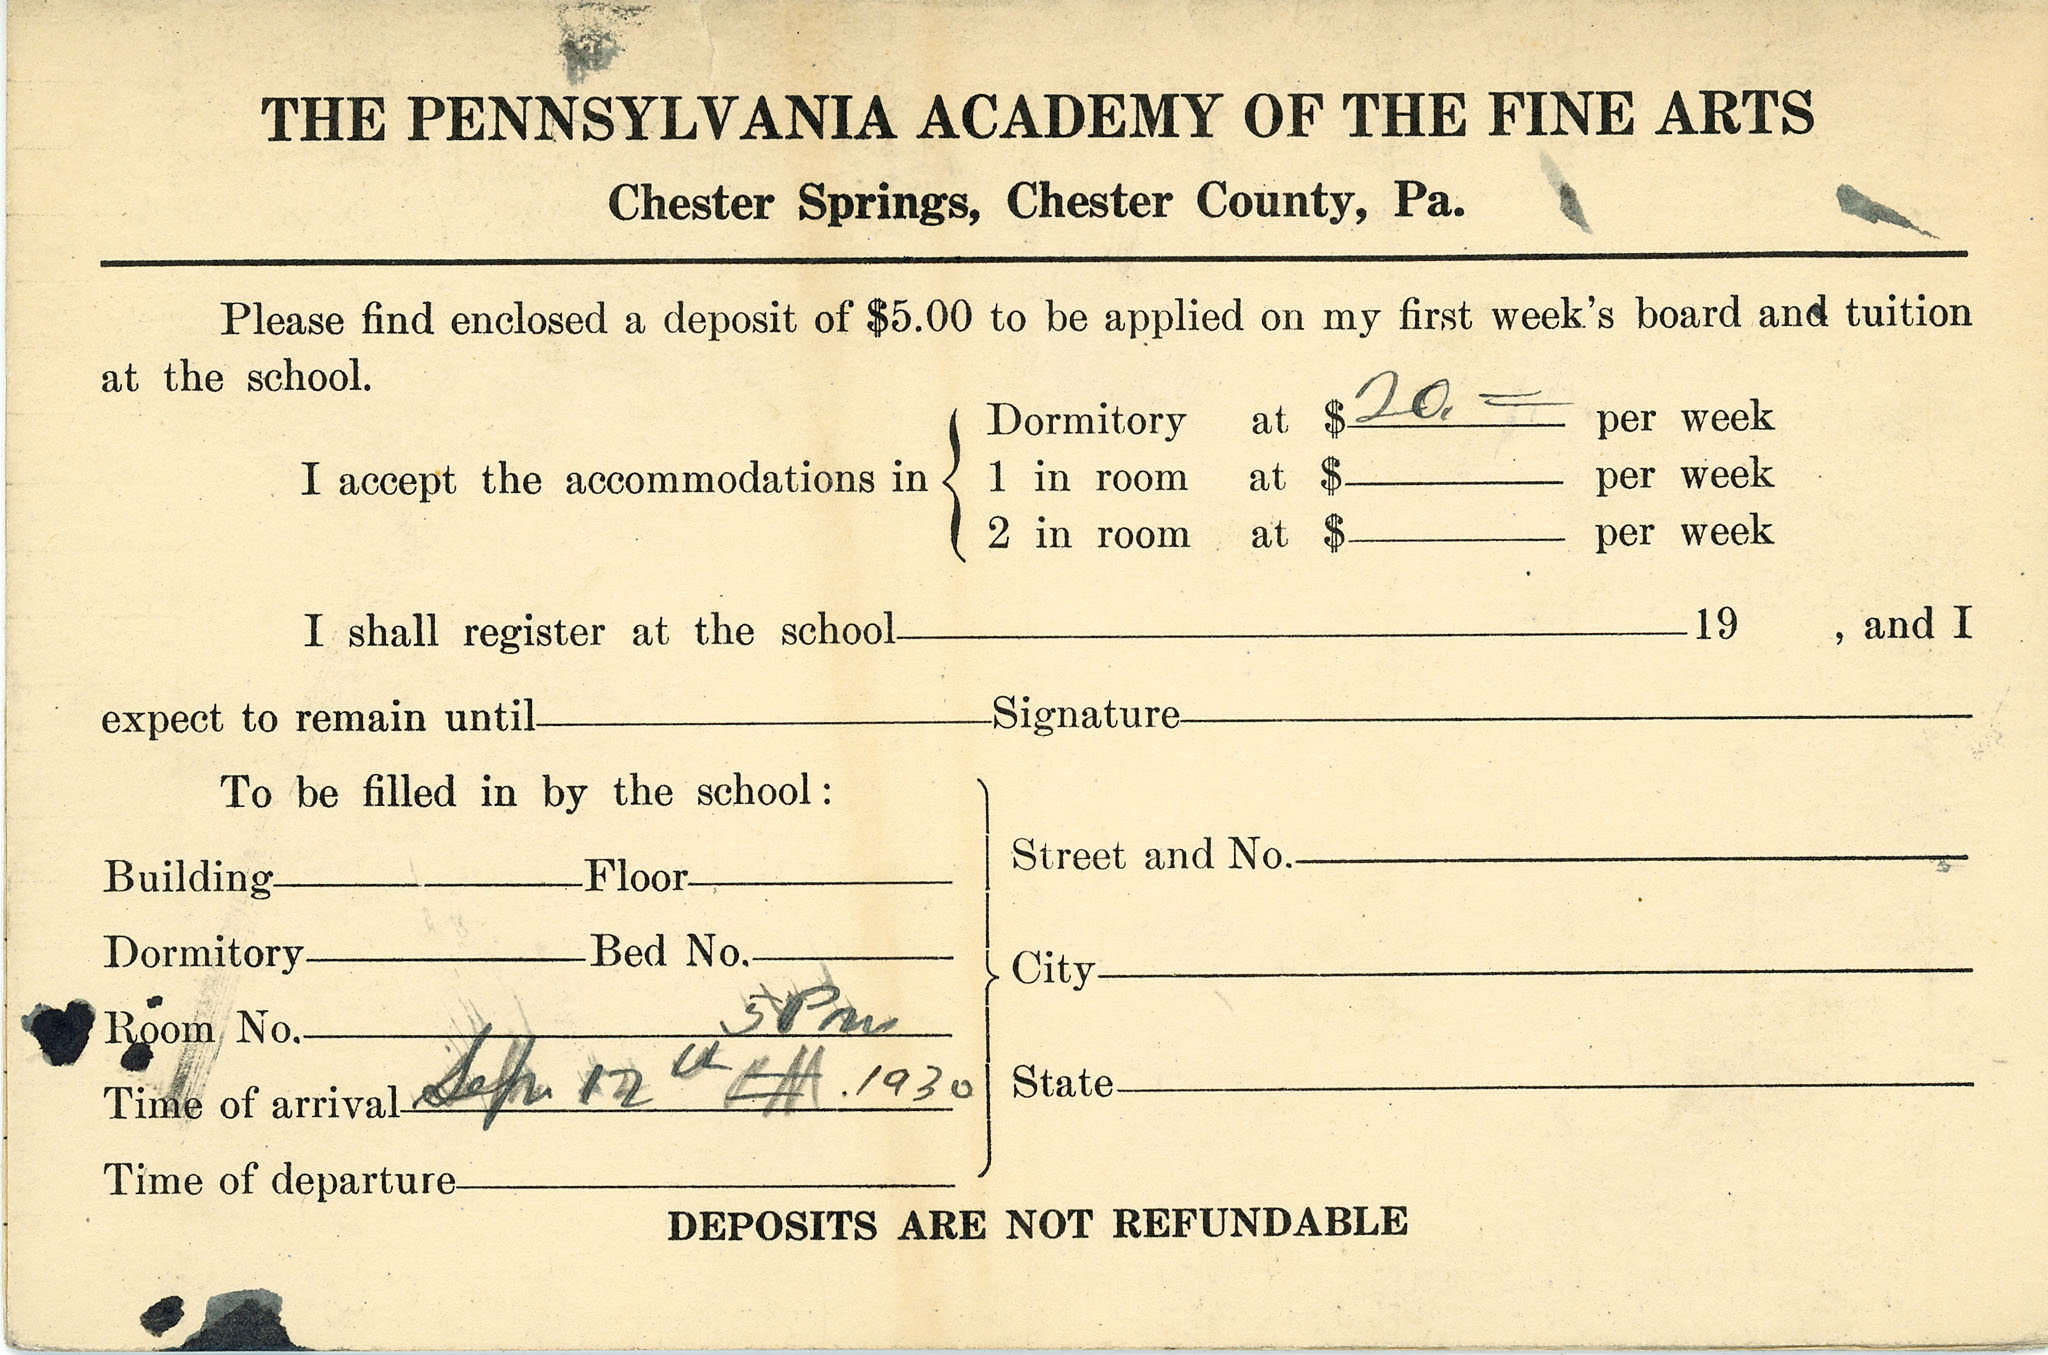 THE PENNSYLVANIA ACADEMY OF THE FINE ARTS
Chester Springs, Chester County, Pa.
Please find enclosed a deposit of $5.00 to be applied on my first week's board and tuition
at the school.
Dormitory at $ 20. = per week
I accept the accommodations in 1 in room at $ per week
2 in room at $ per week
I shall register at the school 19 , and I
expect to remain until Signature
To be filled in by the school:
Building Floor
Street and No.
Dormitory Bed No.
City
Room No. 5 Pm
Time of arrival Sep. 12 th .1930
State
Time of departure
DEPOSITS ARE NOT REFUNDABLE